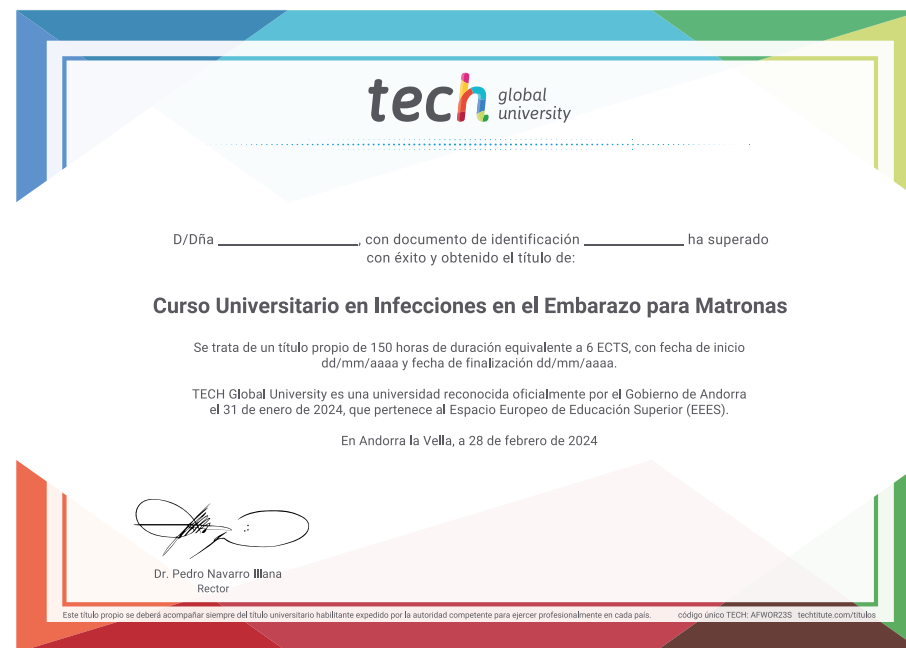 tech global university
D/Dña ____________________, con documento de identificación ______________ ha superado
con éxito y obtenido el título de:
Curso Universitario en Infecciones en el Embarazo para Matronas
Se trata de un título propio de 150 horas de duración equivalente a 6 ECTS, con fecha de inicio
dd/mm/aaaa y fecha de finalización dd/mm/aaaa.
TECH Global University es una universidad reconocida oficialmente por el Gobierno de Andorra
el 31 de enero de 2024, que pertenece al Espacio Europeo de Educación Superior (EEES).
En Andorra la Vella, a 28 de febrero de 2024
Dr. Pedro Navarro Illana
Rector
Este título propio se deberá acompañar siempre del título universitario habilitante expedido por la autoridad competente para ejercer profesionalmente en cada país. código único TECH: AFWOR23S techtitute.com/titulos